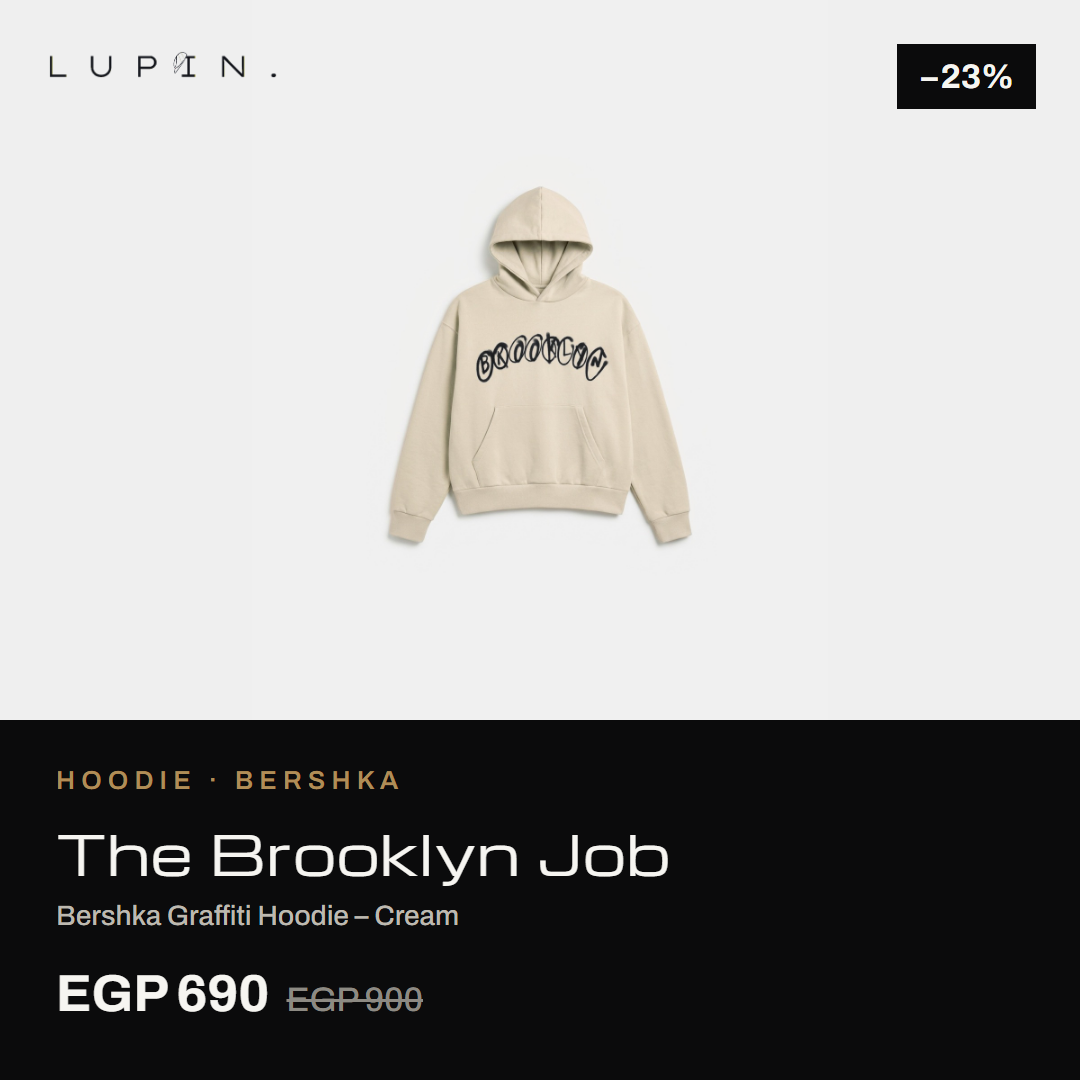 LUPIN.
–23%
BROOKLYN
HOODIE · BERSHKA
The Brooklyn Job
Bershka Graffiti Hoodie – Cream
EGP 690 EGP 900